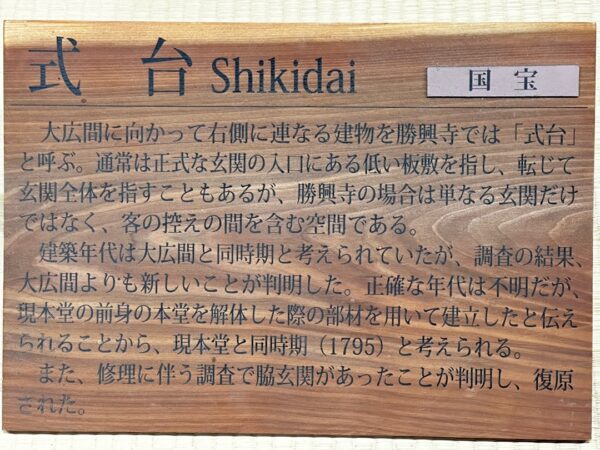 式台 Shikidai
国宝
大広間に向かって右側に連なる建物を勝興寺では「式台」
と呼ぶ。通常は正式な玄関の入口にある低い板敷を指し、転じて
玄関全体を指すこともあるが、勝興寺の場合は単なる玄関だけ
ではなく、客の控えの間を含む空間である。
建築年代は大広間と同時期と考えられていたが、調査の結果、
大広間よりも新しいことが判明した。正確な年代は不明だが、
現本堂の前身の本堂を解体した際の部材を用いて建立したと伝え
られることから、現本堂と同時期（1795）と考えられる。
また、修理に伴う調査で脇玄関があったことが判明し、復原
された。